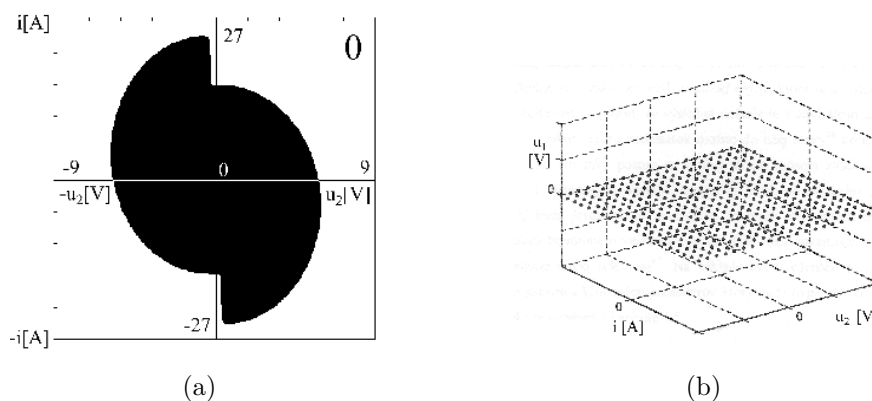 i[A]
27
0
-9
0
9
-u₂[V]
u₂[V]
-27
-i[A]
(a)
u₁
[V]
0
0
i [A]
0
u₂ [V
(b)